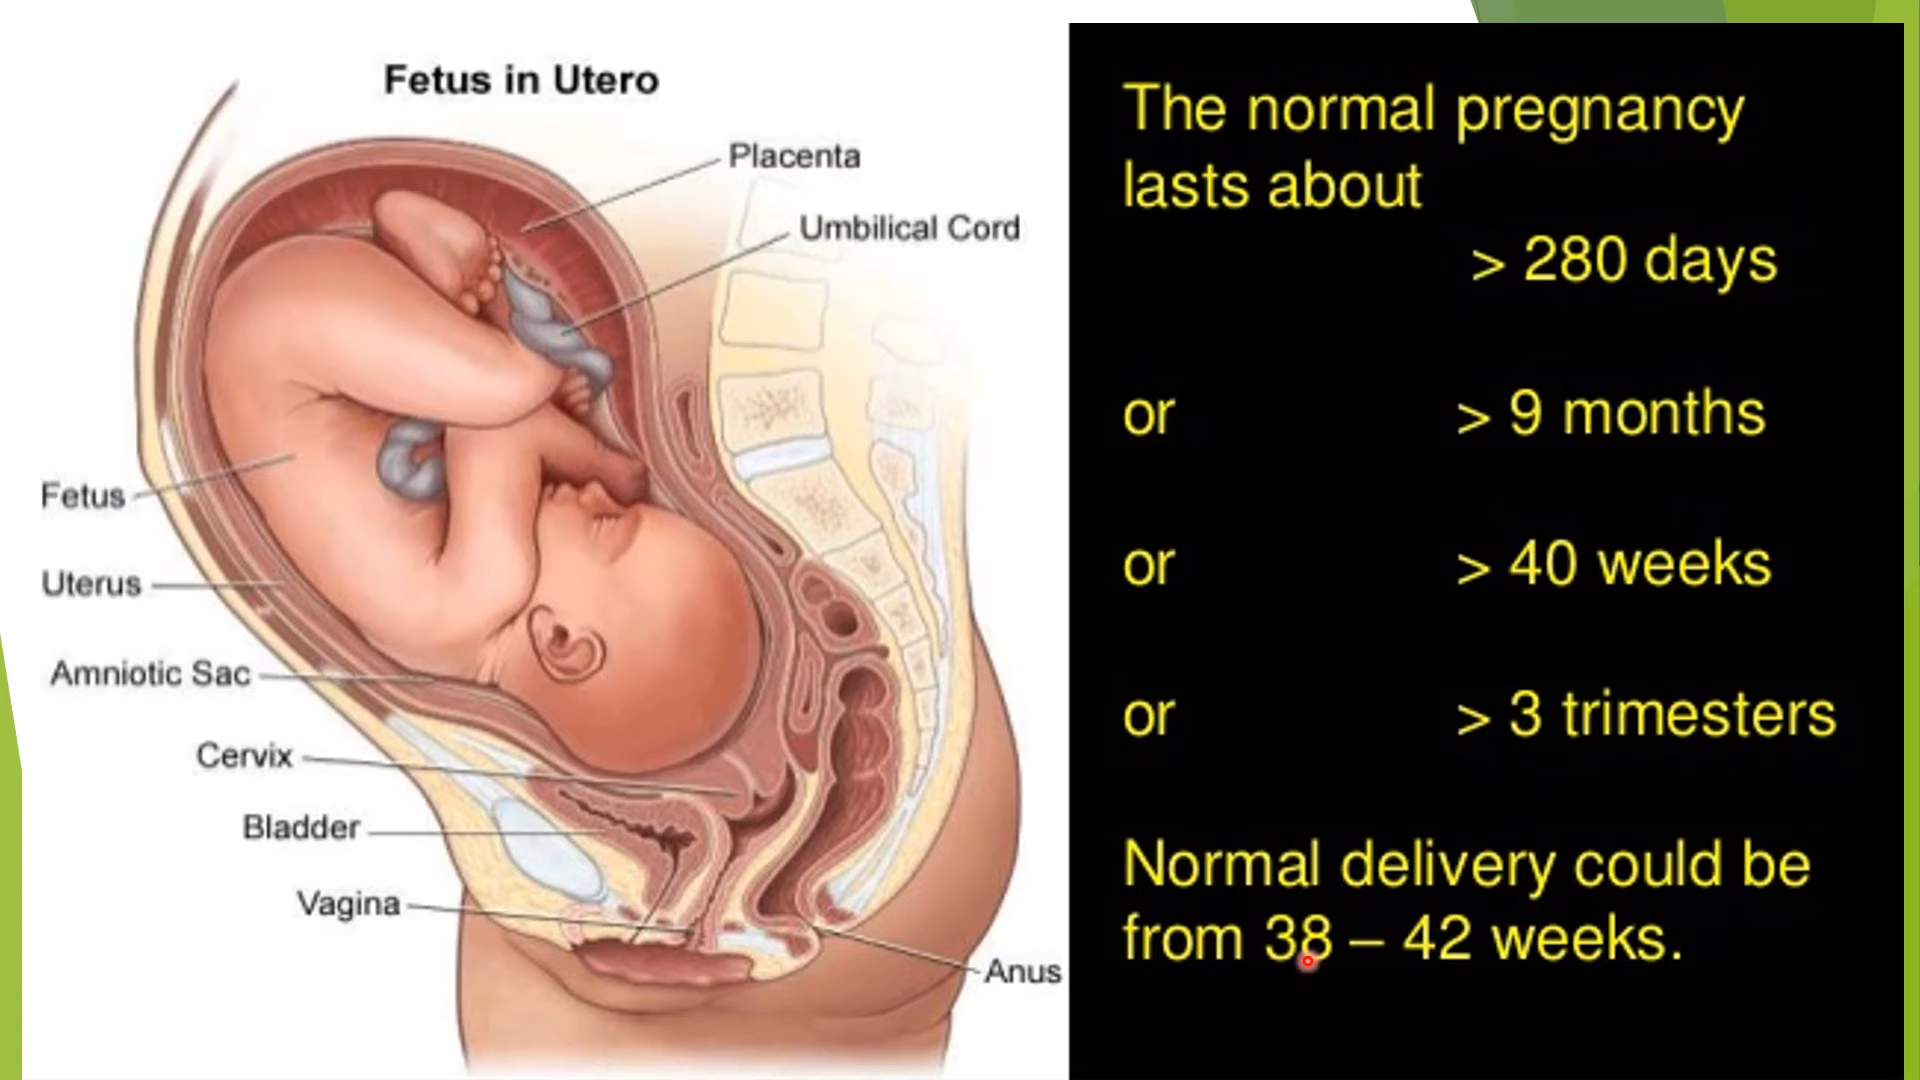 Fetus in Utero
Placenta
Umbilical Cord
Fetus
Uterus
Amniotic Sac
Cervix
Bladder
Vagina
Anus
The normal pregnancy
lasts about
> 280 days
or > 9 months
or > 40 weeks
or > 3 trimesters
Normal delivery could be
from 38 – 42 weeks.